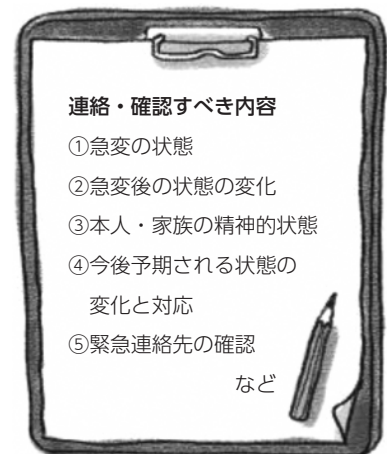 連絡・確認すべき内容
①急変の状態
②急変後の状態の変化
③本人・家族の精神的状態
④今後予期される状態の
変化と対応
⑤緊急連絡先の確認
など